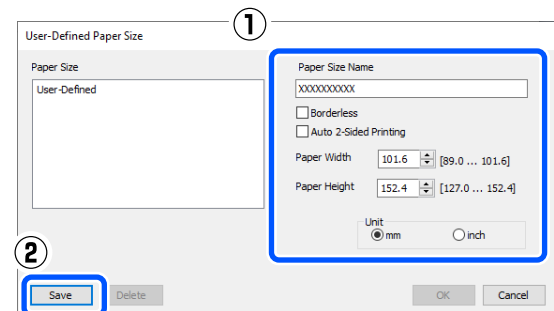 ①
User-Defined Paper Size
Paper Size
User-Defined
Paper Size Name
XXXXXXXXXX
Borderless
Auto 2-Sided Printing
Paper Width 101.6 [89.0 ... 101.6]
Paper Height 152.4 [127.0 ... 152.4]
Unit
mm inch
②
Save Delete OK Cancel